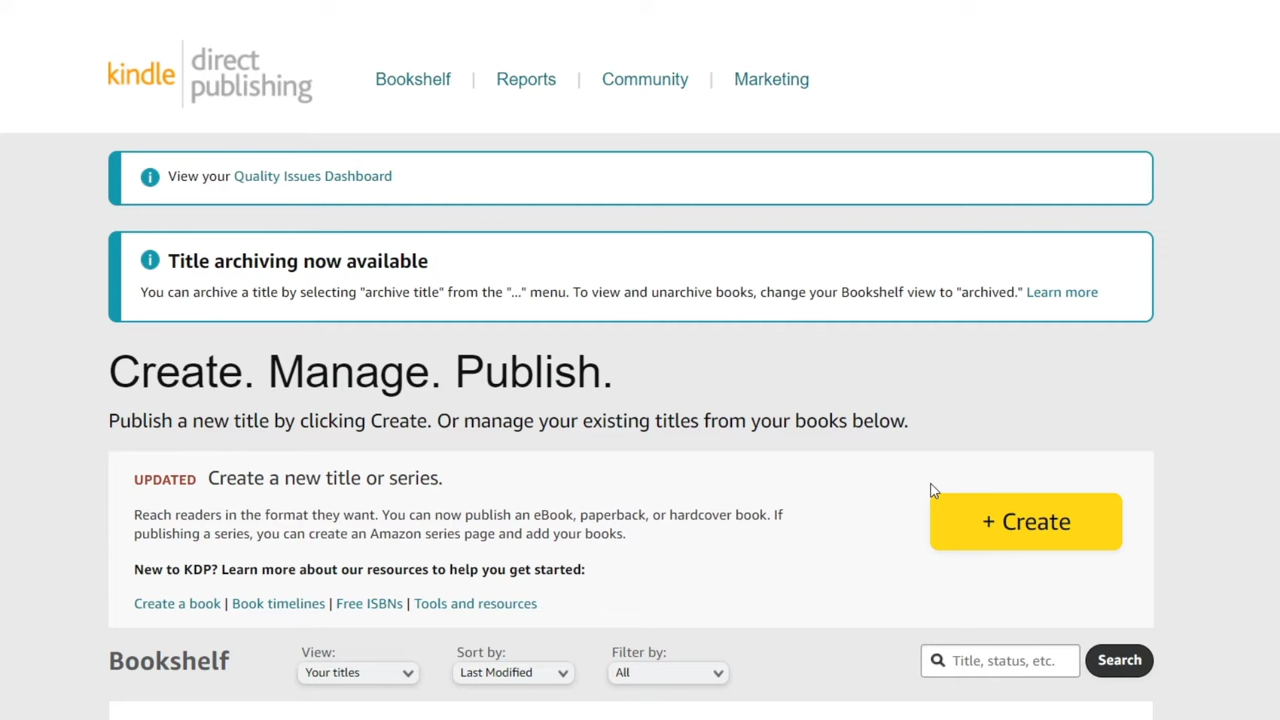 kindle direct publishing
Bookshelf | Reports | Community | Marketing
View your Quality Issues Dashboard
Title archiving now available
You can archive a title by selecting "archive title" from the "..." menu. To view and unarchive books, change your Bookshelf view to "archived." Learn more
Create. Manage. Publish.
Publish a new title by clicking Create. Or manage your existing titles from your books below.
UPDATED Create a new title or series.
Reach readers in the format they want. You can now publish an eBook, paperback, or hardcover book. If
publishing a series, you can create an Amazon series page and add your books.
+ Create
New to KDP? Learn more about our resources to help you get started:
Create a book | Book timelines | Free ISBNs | Tools and resources
Bookshelf
View:
Your titles
Sort by:
Last Modified
Filter by:
All
Title, status, etc.
Search